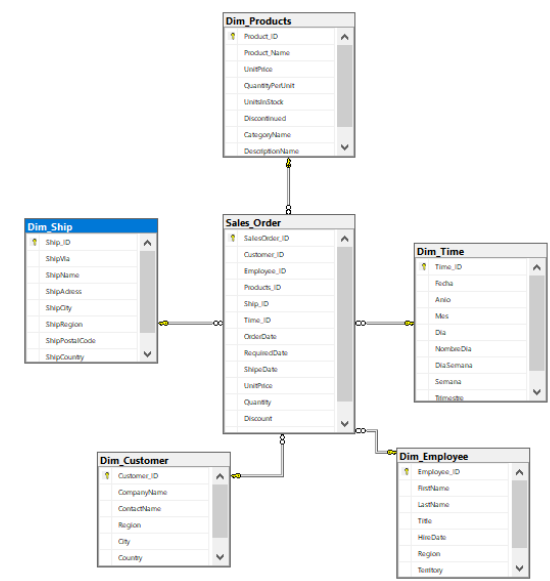 Dim_Products
Product_ID
Product_Name
UnitPrice
QuantityPerUnit
UnitsInStock
Discontinued
CategoryName
DescriptionName
Dim_Ship
Ship_ID
ShipVia
ShipName
ShipAdress
ShipCity
ShipRegion
ShipPostalCode
ShipCountry
Sales_Order
SalesOrder_ID
Customer_ID
Employee_ID
Products_ID
Ship_ID
Time_ID
OrderDate
RequiredDate
ShipeDate
UnitPrice
Quantity
Discount
Dim_Time
Time_ID
Fecha
Anio
Mes
Dia
NombreDia
DiaSemana
Semana
Trimestre
Dim_Customer
Customer_ID
CompanyName
ContactName
Region
City
Country
Dim_Employee
Employee_ID
FirstName
LastName
Title
HireDate
Region
Territory